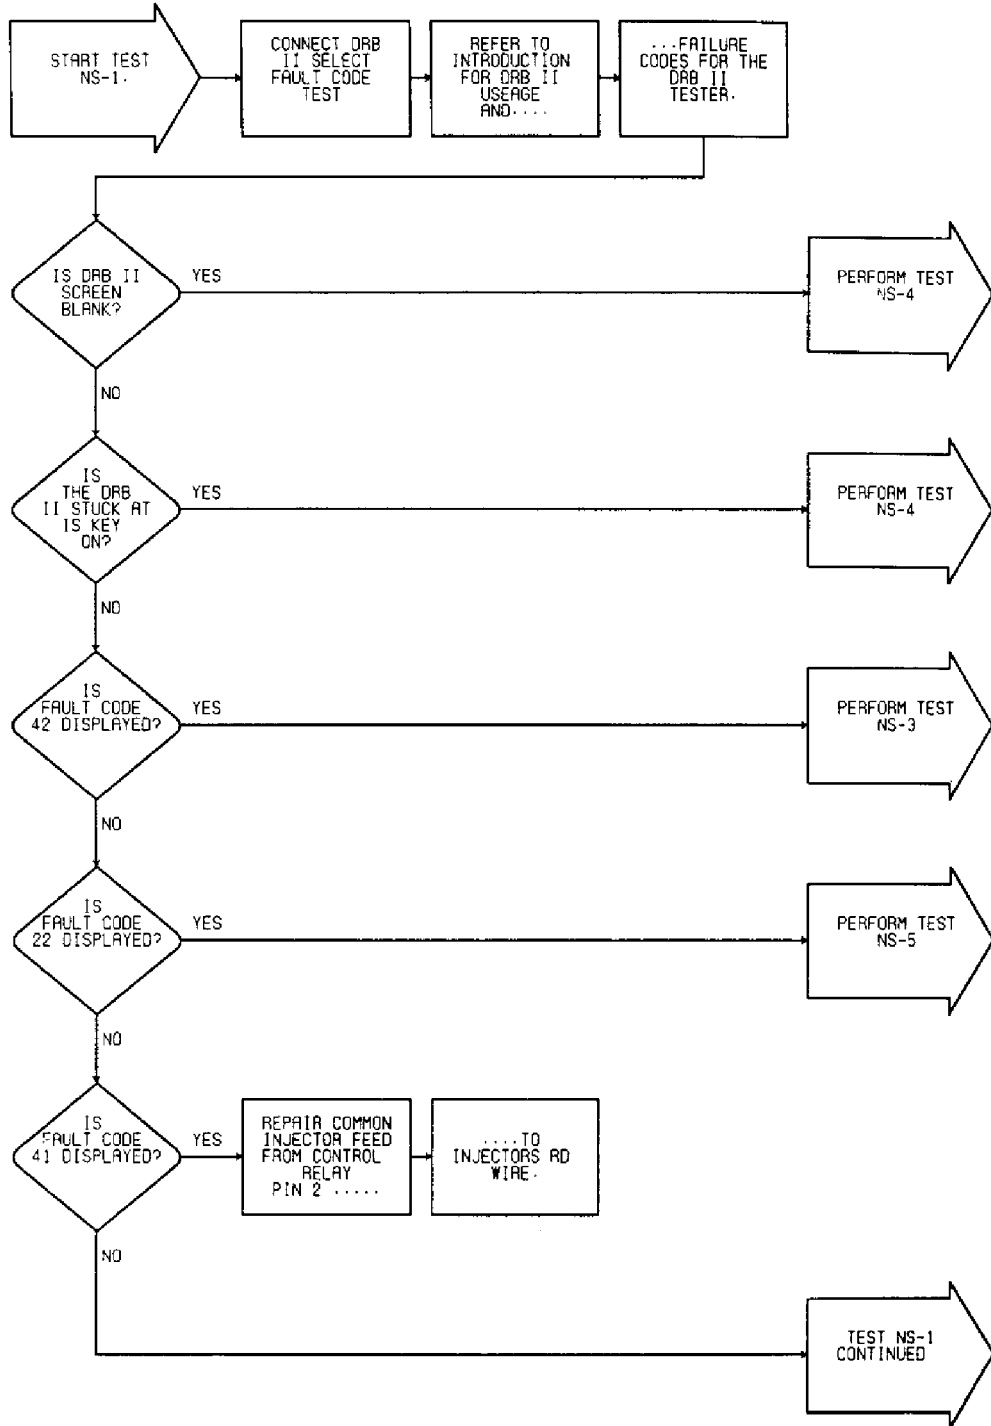 START TEST
NS-1.
CONNECT DRB
II SELECT
FAULT CODE
TEST
REFER TO
INTRODUCTION
FOR DRB II
USEAGE
AND....
...FAILURE
CODES FOR THE
DRB II
TESTER.
IS DRB II
SCREEN
BLANK?
YES
PERFORM TEST
NS-4
NO
IS
THE DRB
II STUCK AT
IS KEY
ON?
YES
PERFORM TEST
NS-4
NO
IS
FAULT CODE
42 DISPLAYED?
YES
PERFORM TEST
NS-3
NO
IS
FAULT CODE
22 DISPLAYED?
YES
PERFORM TEST
NS-5
NO
IS
FAULT CODE
41 DISPLAYED?
YES
REPAIR COMMON
INJECTOR FEED
FROM CONTROL
RELAY
PIN 2 .....
....TO
INJECTORS RD
WIRE.
NO
TEST NS-1
CONTINUED